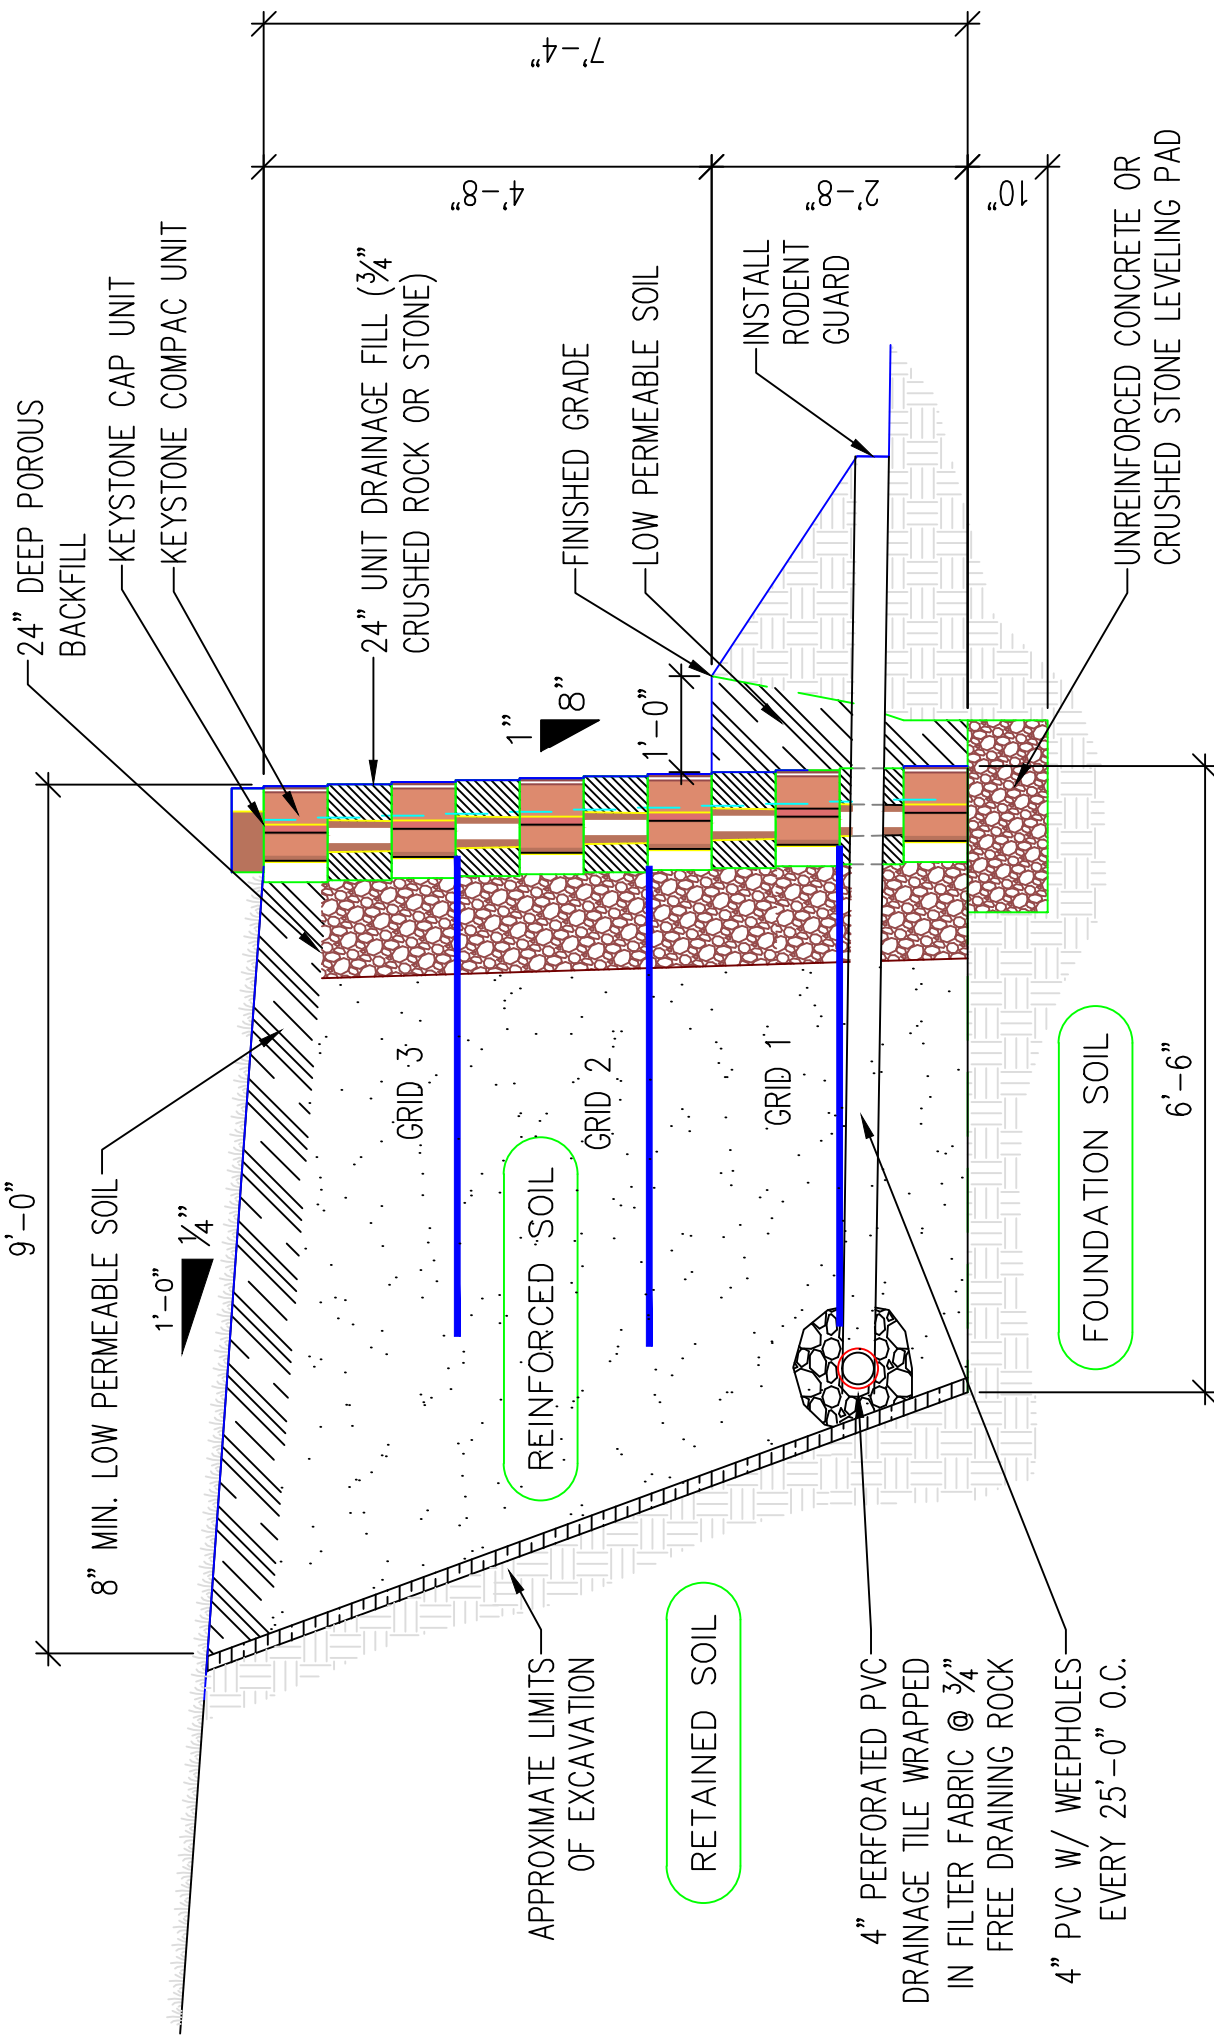 9'-0"
24" DEEP POROUS
BACKFILL
KEYSTONE CAP UNIT
KEYSTONE COMPAC UNIT
8" MIN. LOW PERMEABLE SOIL
1'-0"
¼"
24" UNIT DRAINAGE FILL (¾"
CRUSHED ROCK OR STONE)
7'-4"
4'-8"
2'-8"
10"
1"
8"
1'-0"
FINISHED GRADE
LOW PERMEABLE SOIL
INSTALL
RODENT
GUARD
GRID 3
GRID 2
GRID 1
REINFORCED SOIL
APPROXIMATE LIMITS
OF EXCAVATION
RETAINED SOIL
FOUNDATION SOIL
6'-6"
4" PERFORATED PVC
DRAINAGE TILE WRAPPED
IN FILTER FABRIC @ ¾"
FREE DRAINING ROCK
4" PVC W/ WEEPHOLES
EVERY 25'-0" O.C.
UNREINFORCED CONCRETE OR
CRUSHED STONE LEVELING PAD